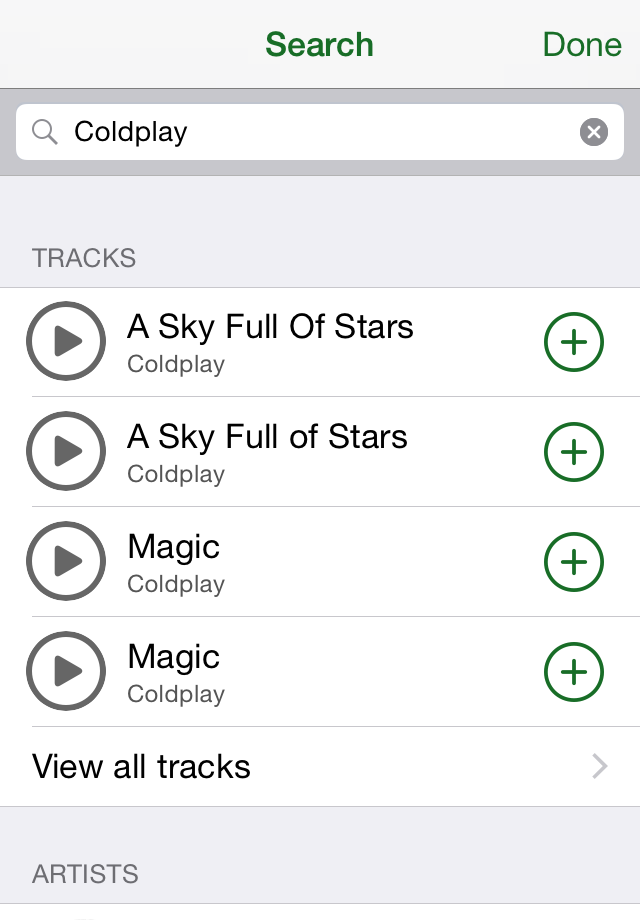 Search
Done
Coldplay
TRACKS
A Sky Full Of Stars
Coldplay
A Sky Full of Stars
Coldplay
Magic
Coldplay
Magic
Coldplay
View all tracks
ARTISTS